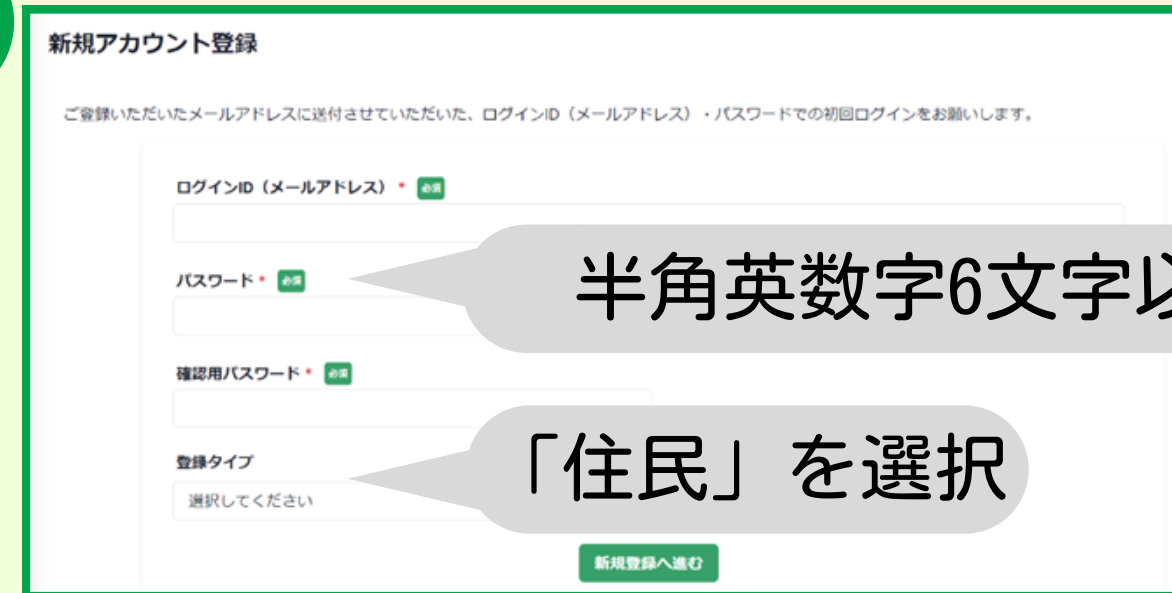 新規アカウント登録
ご登録いただいたメールアドレスに送付させていただいた、ログインID（メールアドレス）・パスワードでの初回ログインをお願いします。
ログインID（メールアドレス）* 必須
パスワード* 必須
半角英数字6文字以
確認用パスワード* 必須
登録タイプ
「住民」を選択
選択してください
新規登録へ進む